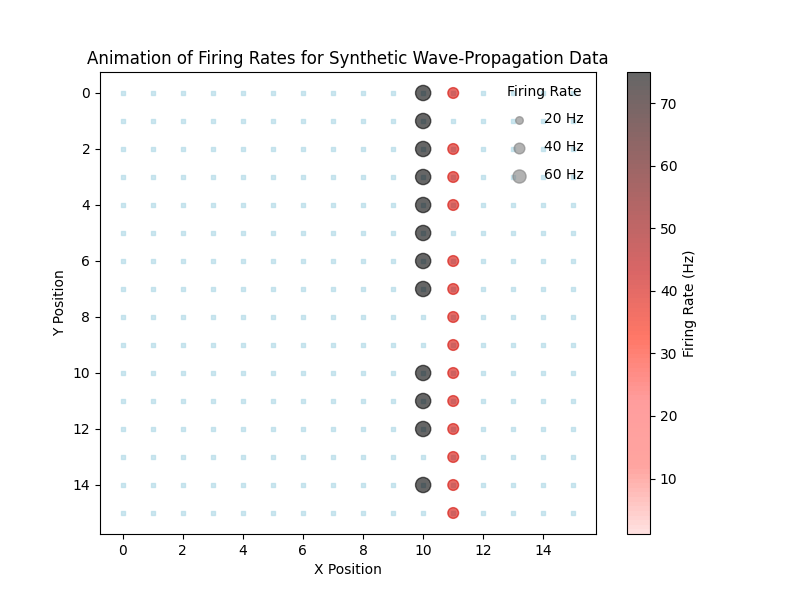 Animation of Firing Rates for Synthetic Wave-Propagation Data
Firing Rate
20 Hz
40 Hz
60 Hz
0
2
4
6
8
10
12
14
Y Position
0 2 4 6 8 10 12 14
X Position
70
60
50
40
30
20
10
Firing Rate (Hz)